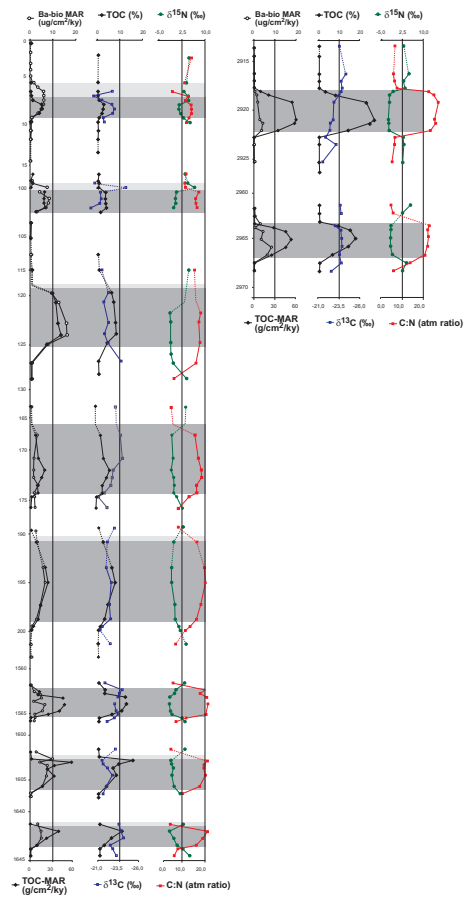 Ba-bio MAR
(ug/cm²/ky)
TOC (%)
δ¹⁵N (‰)
0 15 30
0 10 20
-5,0 2,5 10,0
0
5
10
15
100
105
115
120
125
130
165
170
175
190
195
200
1560
1565
1600
1605
1640
1645
0 30 60
-21,0 -23,5 -26,0
0 10,0 20,0
TOC-MAR
(g/cm²/ky)
δ¹³C (‰)
C:N (atm ratio)
Ba-bio MAR
(ug/cm²/ky)
TOC (%)
δ¹⁵N (‰)
0 15 30
0 10 20
-5,0 2,5 10,0
2915
2920
2925
2960
2965
2970
0 30 60
-21,0 -23,5 -26,0
0 10,0 20,0
TOC-MAR
(g/cm²/ky)
δ¹³C (‰)
C:N (atm ratio)